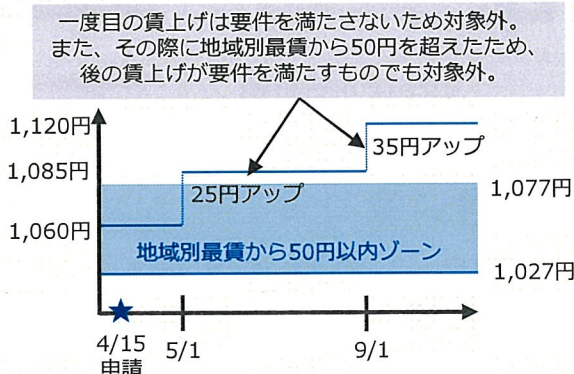 一度目の賃上げは要件を満たさないため対象外。
また、その際に地域別最賃から50円を超えたため、
後の賃上げが要件を満たすものでも対象外。
1,120円
35円アップ
1,085円
25円アップ
1,077円
1,060円
地域別最賃から50円以内ゾーン
1,027円
4/15
申請
5/1
9/1